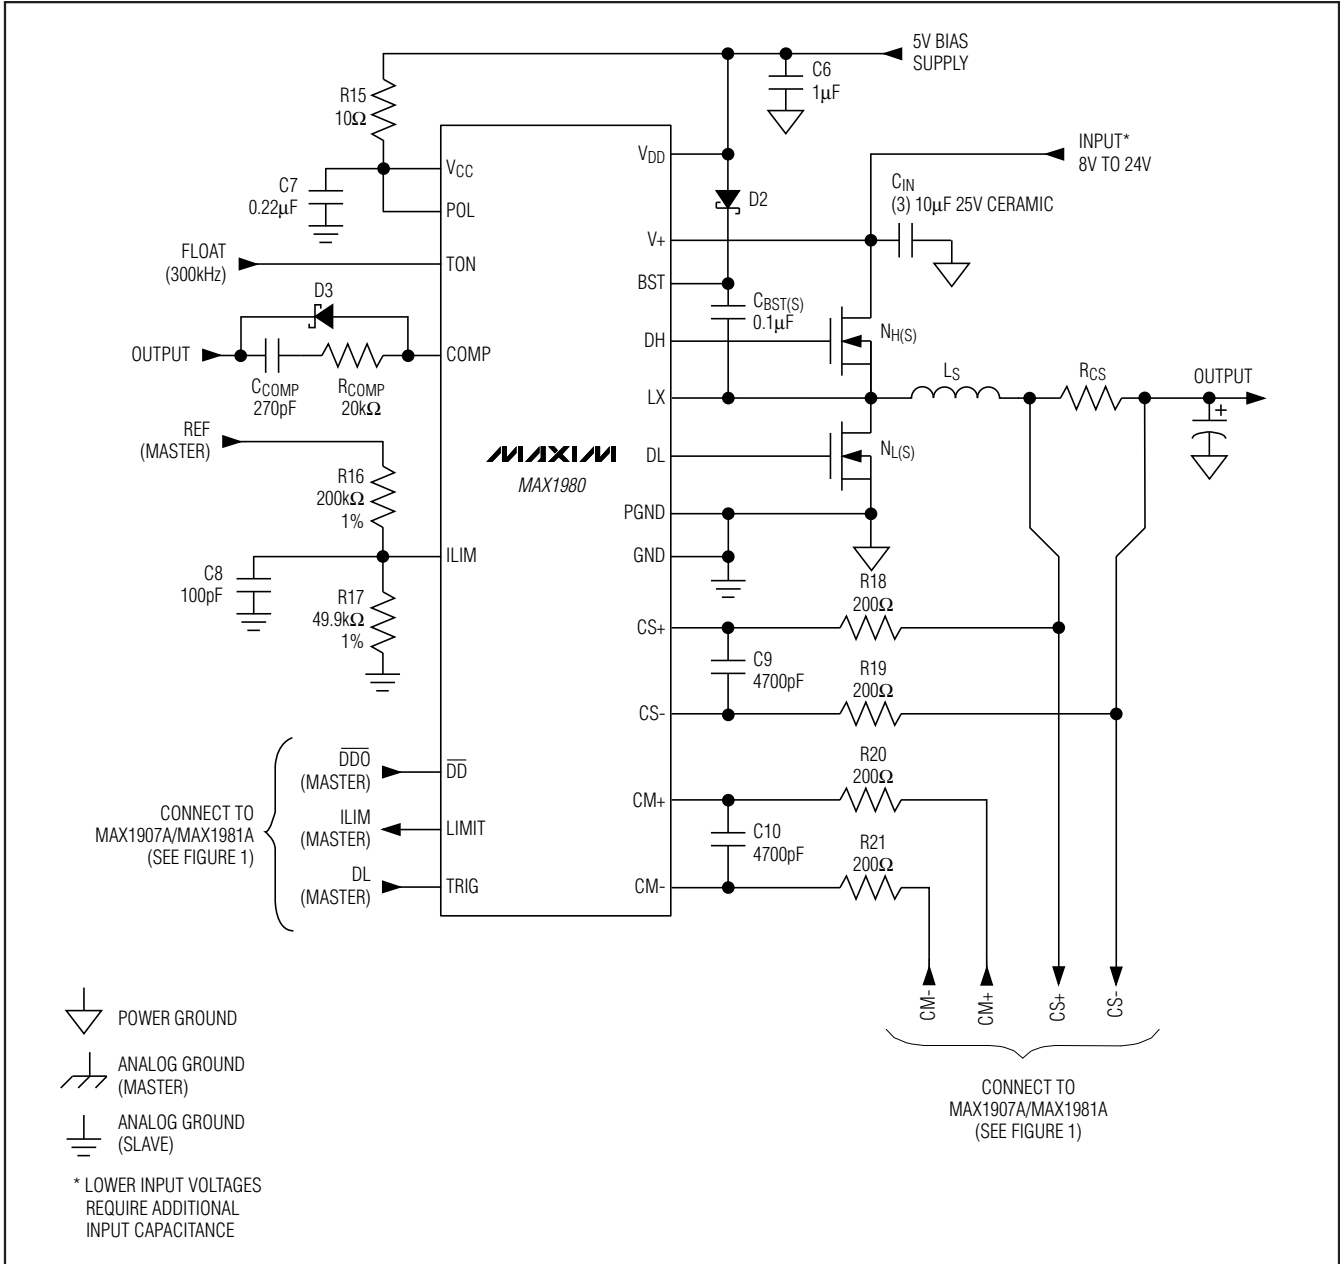 5V BIAS
SUPPLY
C6
1µF
R15
10Ω
INPUT*
8V TO 24V
VDD
VCC
CIN
(3) 10µF 25V CERAMIC
C7
0.22µF
D2
POL
V+
FLOAT
(300kHz)
TON
BST
D3
CBST(S)
0.1µF
DH
NH(S)
OUTPUT
COMP
CCOMP
270pF
RCOMP
20kΩ
LX
LS
RCS
OUTPUT
+
REF
(MASTER)
MAXIM
MAX1980
DL
NL(S)
R16
200kΩ
1%
PGND
ILIM
GND
C8
100pF
R17
49.9kΩ
1%
R18
200Ω
CS+
C9
4700pF
R19
200Ω
CS-
DDO
(MASTER)
DD
R20
200Ω
CM+
CONNECT TO
MAX1907A/MAX1981A
(SEE FIGURE 1)
ILIM
(MASTER)
LIMIT
C10
4700pF
R21
200Ω
DL
(MASTER)
TRIG
CM-
CM-
CM+
CS+
CS-
POWER GROUND
ANALOG GROUND
(MASTER)
ANALOG GROUND
(SLAVE)
CONNECT TO
MAX1907A/MAX1981A
(SEE FIGURE 1)
* LOWER INPUT VOLTAGES
REQUIRE ADDITIONAL
INPUT CAPACITANCE